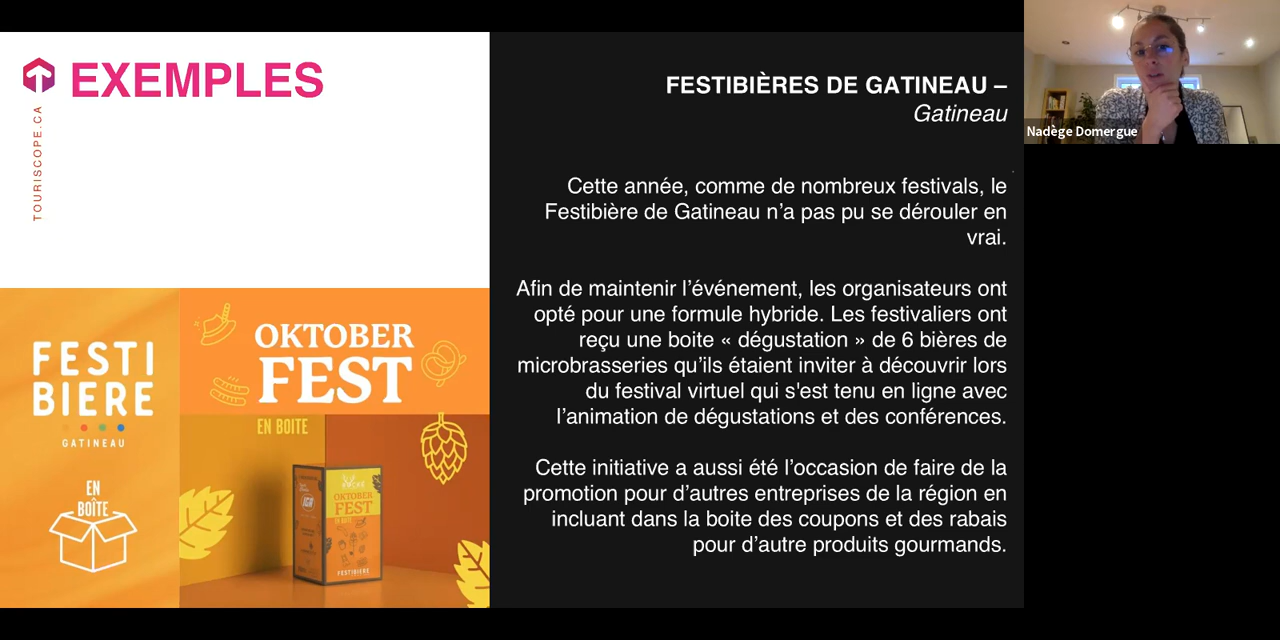 EXEMPLES
TOURISCOPE.CA
FESTIBIÈRES DE GATINEAU –
Gatineau
Cette année, comme de nombreux festivals, le
Festibière de Gatineau n’a pas pu se dérouler en
vrai.
Afin de maintenir l’événement, les organisateurs ont
opté pour une formule hybride. Les festivaliers ont
reçu une boite « dégustation » de 6 bières de
microbrasseries qu’ils étaient inviter à découvrir lors
du festival virtuel qui s'est tenu en ligne avec
l’animation de dégustations et des conférences.
Cette initiative a aussi été l’occasion de faire de la
promotion pour d’autres entreprises de la région en
incluant dans la boite des coupons et des rabais
pour d’autre produits gourmands.
FESTI
BIERE
GATINEAU
EN
BOÎTE
OKTOBER
FEST
EN BOITE
IGA
OKTOBER
FEST
EN BOITE
FESTIBIERE
Nadège Domergue